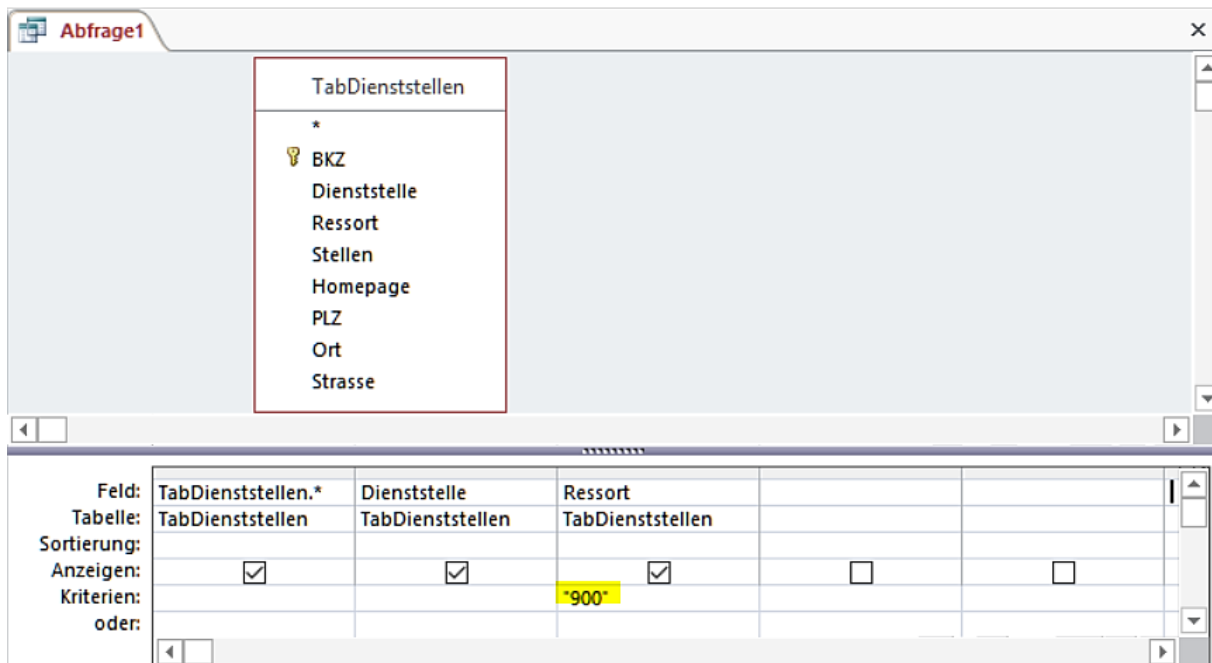 Abfrage1
TabDienststellen
*
BKZ
Dienststelle
Ressort
Stellen
Homepage
PLZ
Ort
Strasse
Feld: TabDienststellen.* Dienststelle Ressort
Tabelle: TabDienststellen TabDienststellen TabDienststellen
Sortierung:
Anzeigen:
Kriterien: "900"
oder: